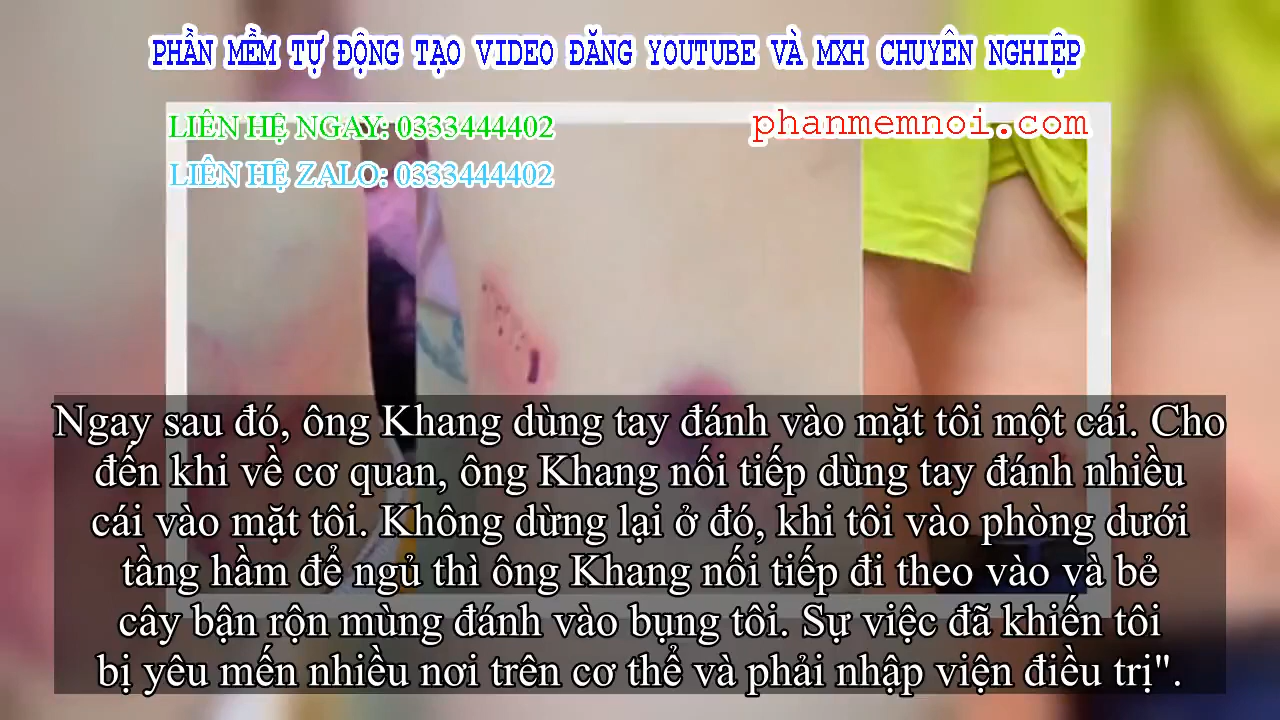 PHẦN MỀM TỰ ĐỘNG TẠO VIDEO ĐĂNG YOUTUBE VÀ MXH CHUYÊN NGHIỆP
LIÊN HỆ NGAY: 0333444402
phanmemnoi.com
LIÊN HỆ ZALO: 0333444402
Ngay sau đó, ông Khang dùng tay đánh vào mặt tôi một cái. Cho
đến khi về cơ quan, ông Khang nối tiếp dùng tay đánh nhiều
cái vào mặt tôi. Không dừng lại ở đó, khi tôi vào phòng dưới
tầng hầm để ngủ thì ông Khang nối tiếp đi theo vào và bẻ
cây bận rộn mùng đánh vào bụng tôi. Sự việc đã khiến tôi
bị yêu mến nhiều nơi trên cơ thể và phải nhập viện điều trị".